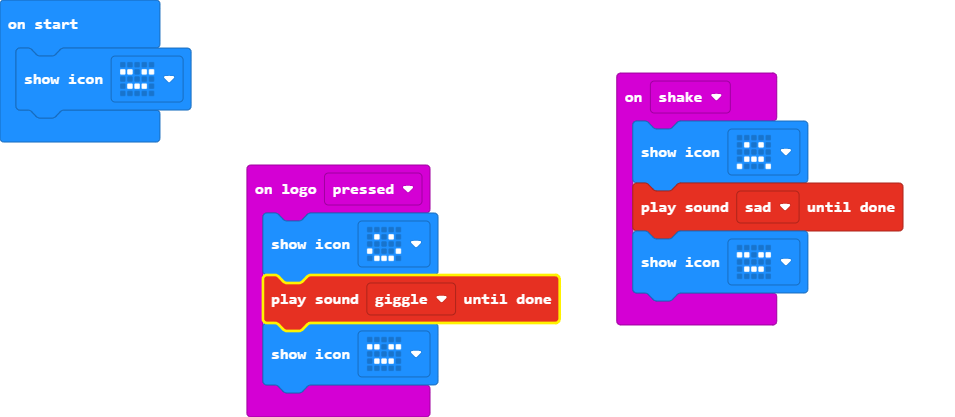 on start
show icon
on logo pressed
show icon
play sound giggle until done
show icon
on shake
show icon
play sound sad until done
show icon